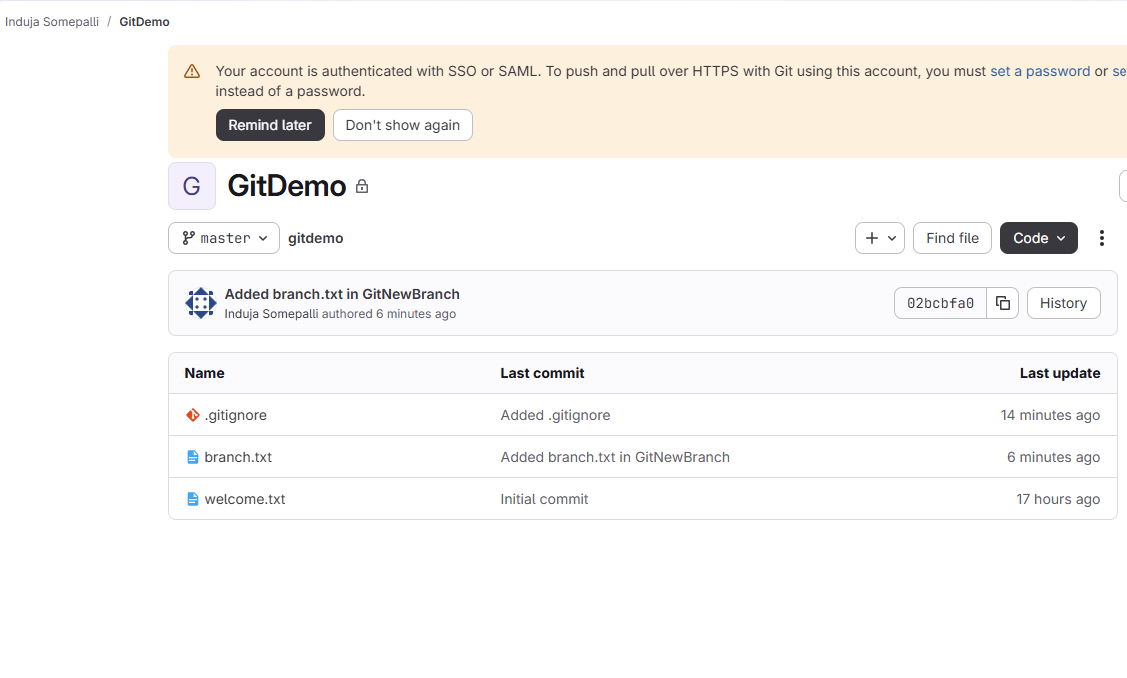 Induja Somepalli / GitDemo
Your account is authenticated with SSO or SAML. To push and pull over HTTPS with Git using this account, you must set a password or se
instead of a password.
Remind later Don't show again
G GitDemo
master gitdemo Find file Code
Added branch.txt in GitNewBranch
Induja Somepalli authored 6 minutes ago
02bcbfa0 History
Name Last commit Last update
.gitignore Added .gitignore 14 minutes ago
branch.txt Added branch.txt in GitNewBranch 6 minutes ago
welcome.txt Initial commit 17 hours ago